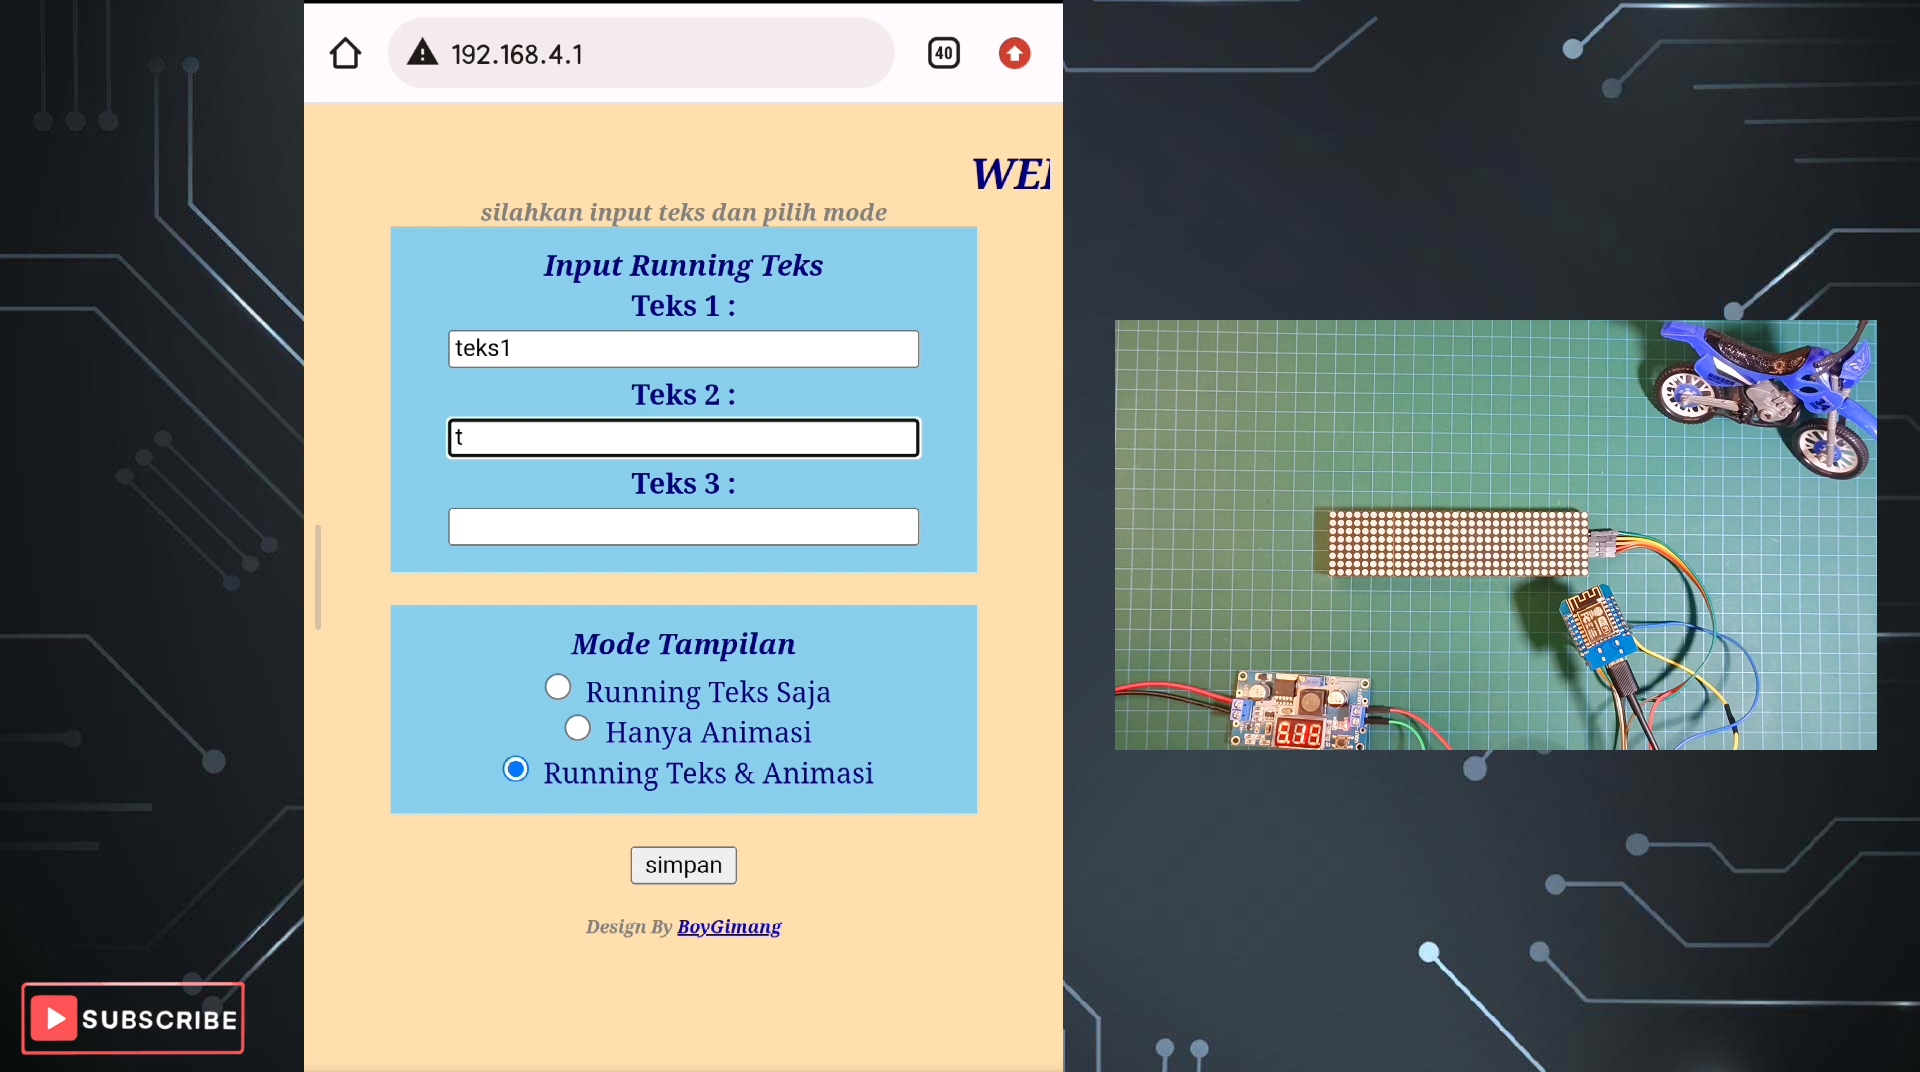 192.168.4.1
40
WE
silahkan input teks dan pilih mode
Input Running Teks
Teks 1 :
teks1
Teks 2 :
t
Teks 3 :
Mode Tampilan
Running Teks Saja
Hanya Animasi
Running Teks & Animasi
simpan
Design By BoyGimang
SUBSCRIBE